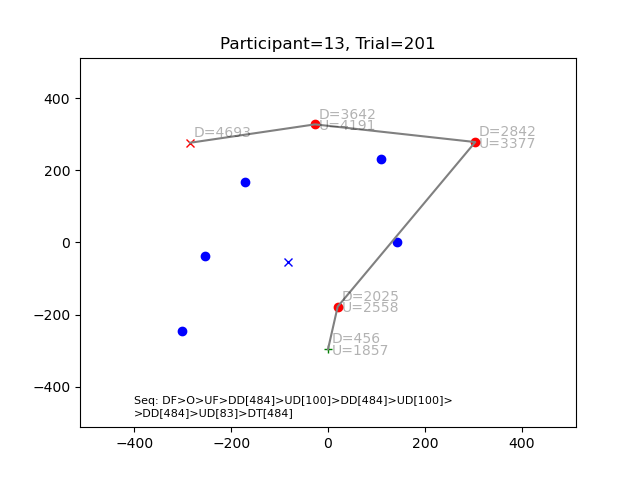 Participant=13, Trial=201
D=3642
U=4191
D=4693
D=2842
U=3377
D=2025
U=2558
D=456
U=1857
400
200
0
−200
−400
Seq: DF>O>UF>DD[484]>UD[100]>DD[484]>UD[100]>
>DD[484]>UD[83]>DT[484]
−400
−200
0
200
400